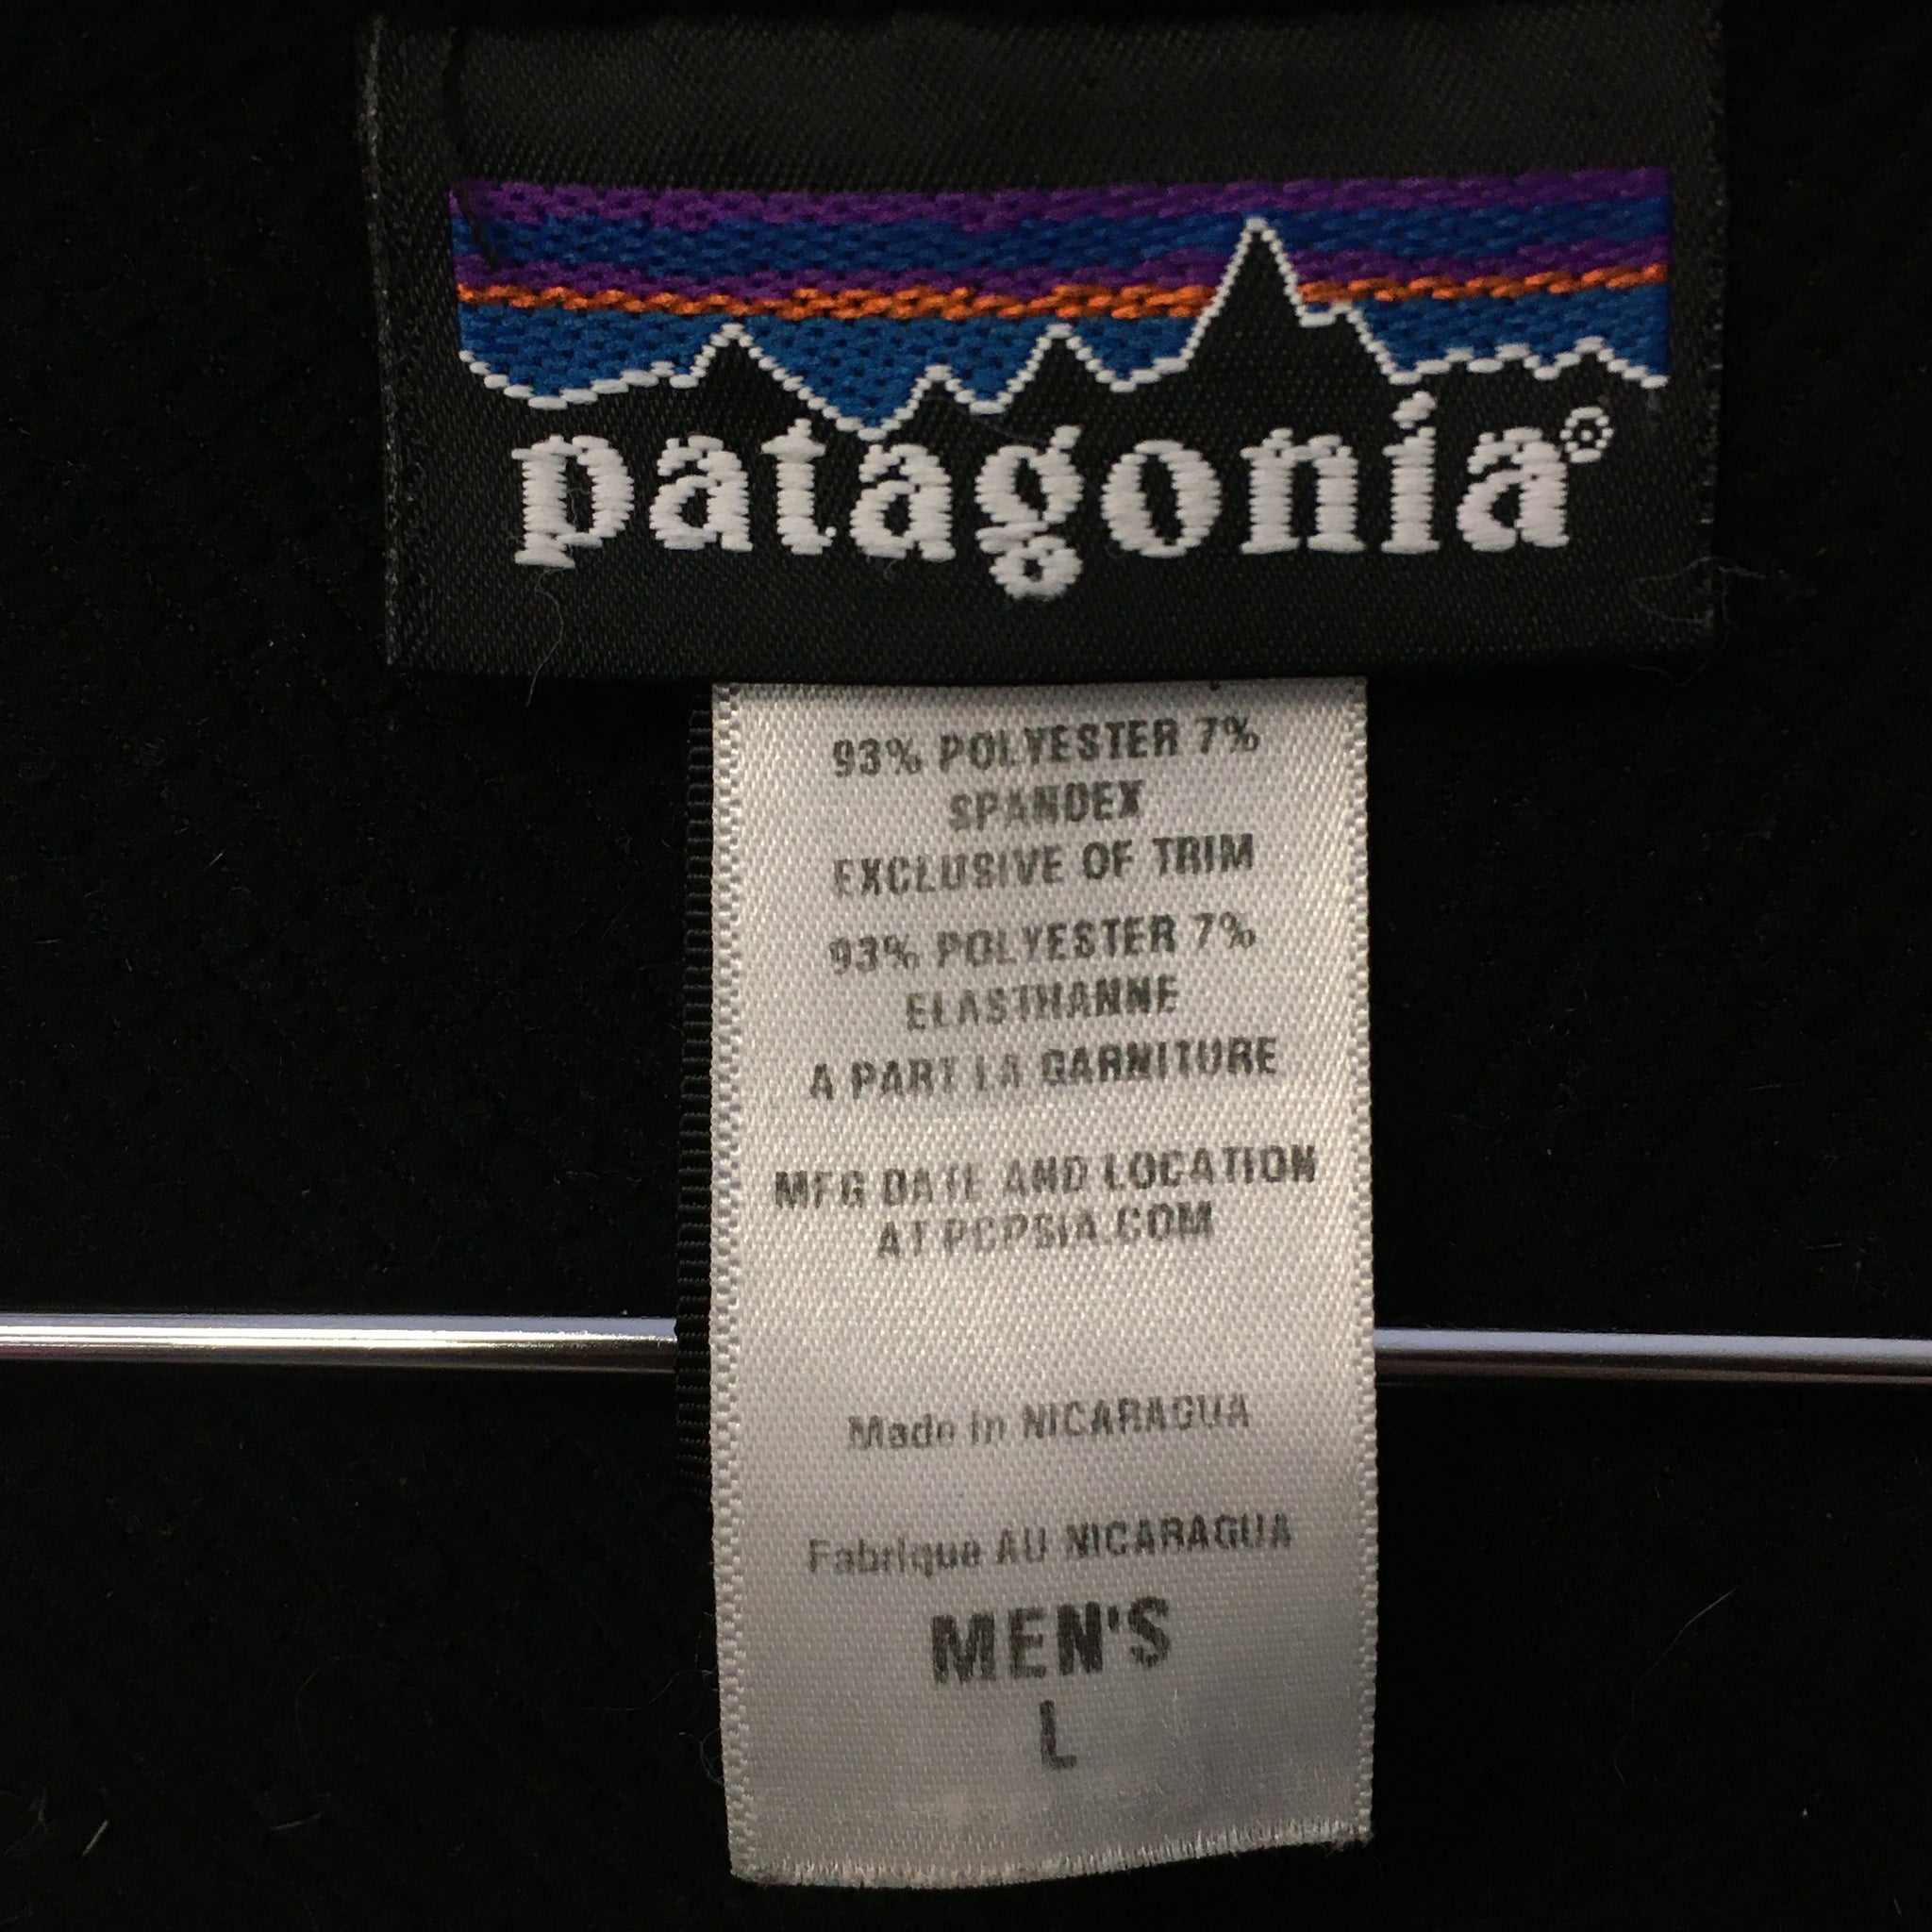 patagonia®
93% POLYESTER 7%
SPANDEX
EXCLUSIVE OF TRIM
93% POLYESTER 7%
ELASTHANNE
A PART LA GARNITURE
MFG DATE AND LOCATION
AT PCPSIA.COM
Made in NICARAGUA
Fabrique AU NICARAGUA
MEN'S
L